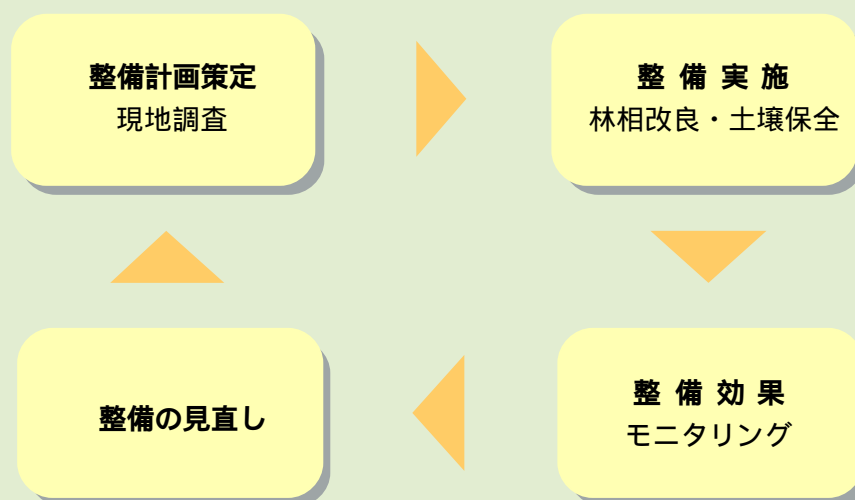 整備計画策定
現地調査
整備実施
林相改良・土壌保全
整備の見直し
整備効果
モニタリング